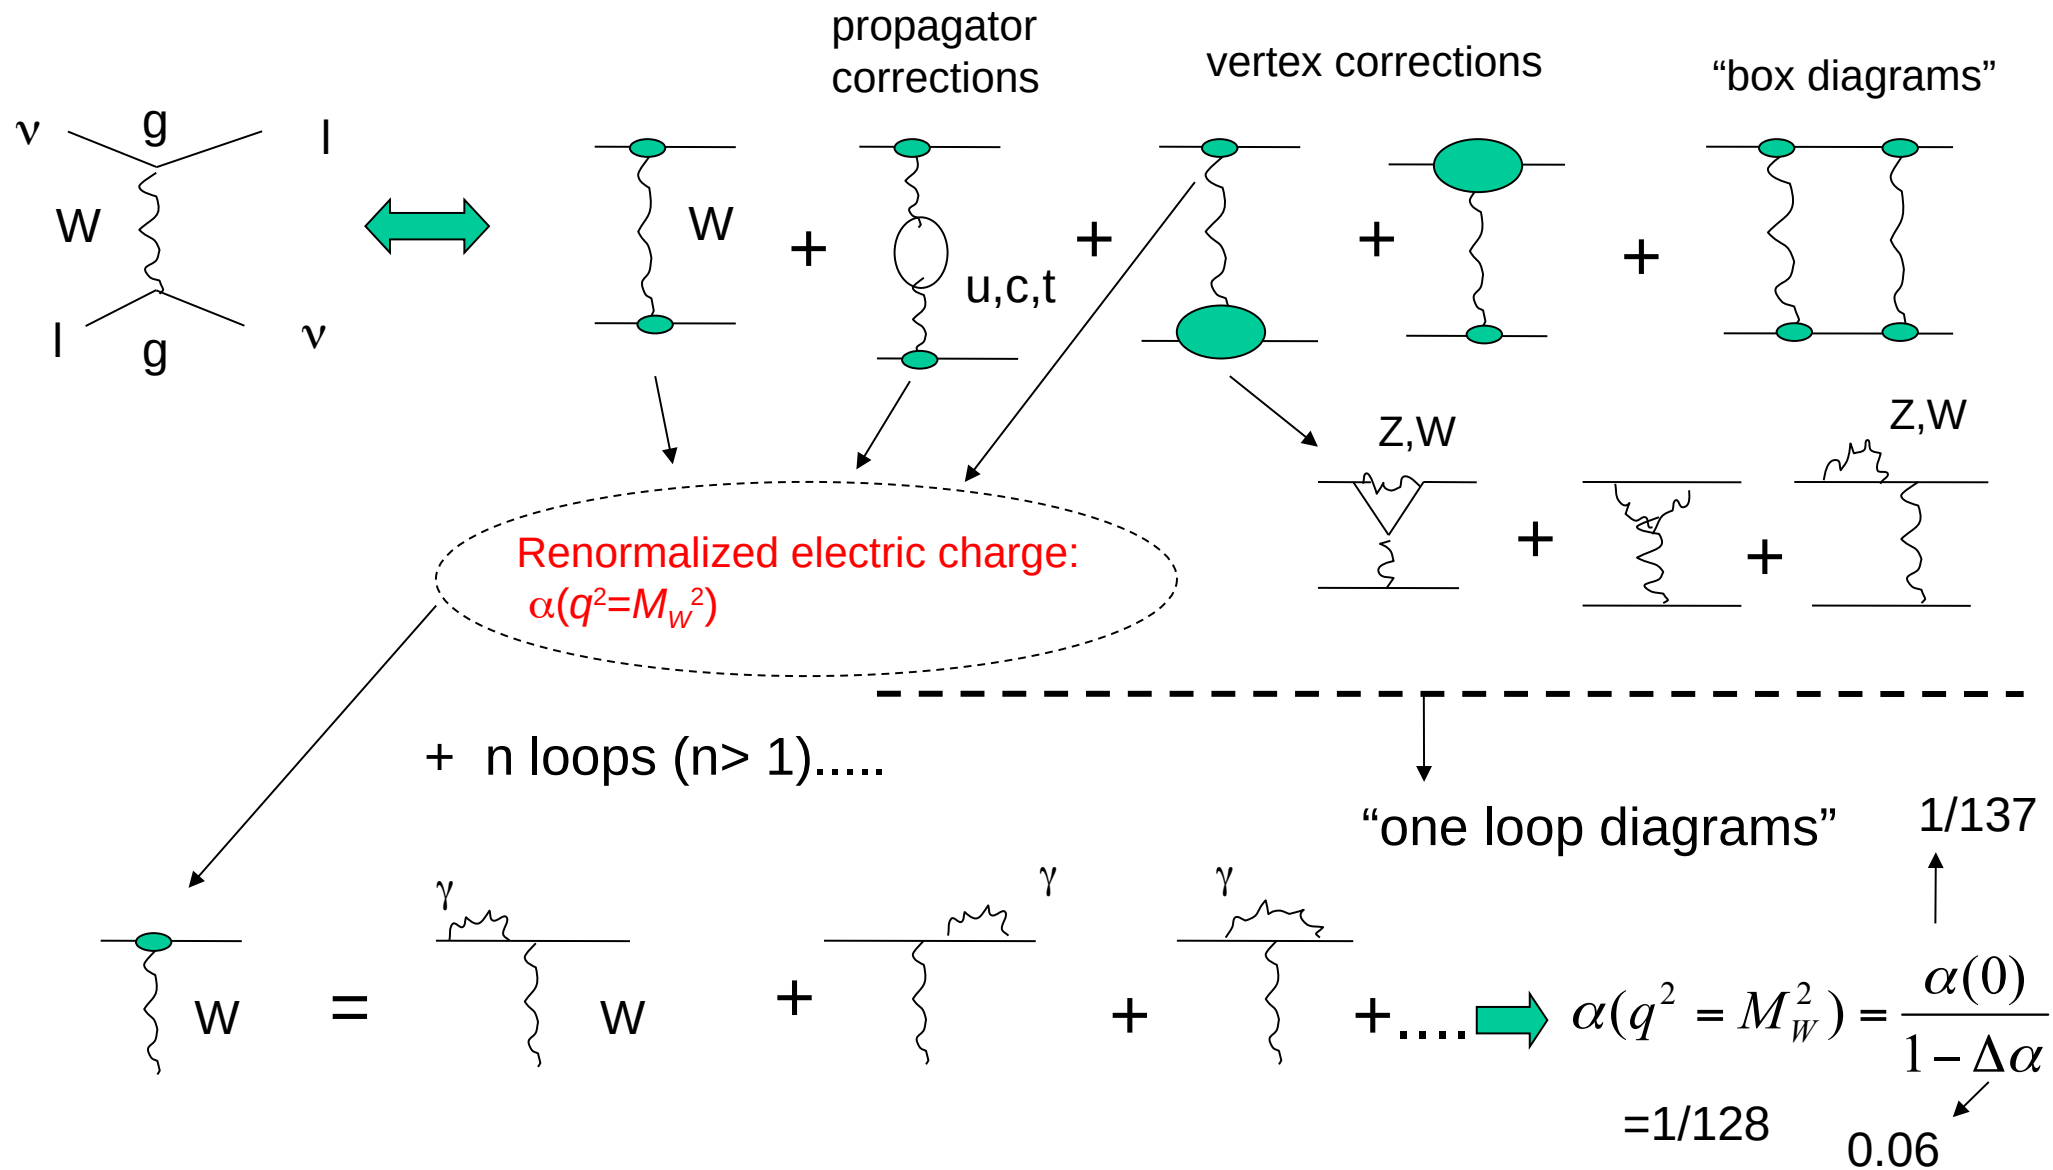 propagator
corrections
vertex corrections
“box diagrams”
ν
g
l
W
l
g
ν
W
+
u,c,t
+
+
+
Z,W
+
+
Z,W
Renormalized electric charge:
α(q²=M_W²)
+ n loops (n> 1).....
“one loop diagrams”
1/137
γ
γ
γ
W
=
W
+
+
+....
α(q² = M_W²) = α(0) / (1 − Δα)
=1/128
0.06